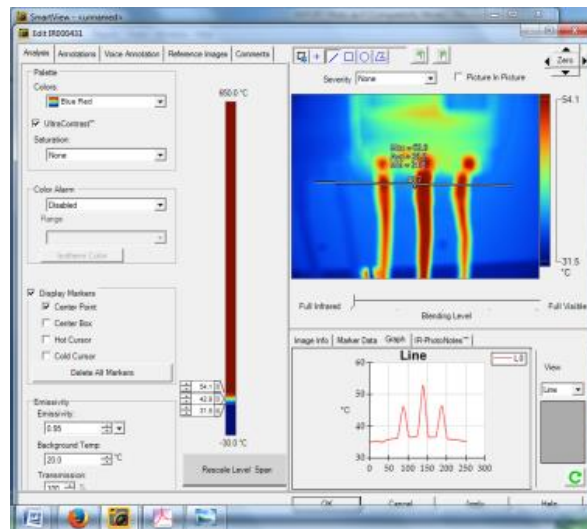 SmartView - <unnamed>
Edit IR000431
Analysis Annotations Voice Annotation Reference Images Comments
Palette
Colors:
Blue Red
UltraContrast™
Saturation:
None
Color Alarm
Disabled
Range
Isotherm Color
Display Markers
Center Point
Center Box
Hot Cursor
Cold Cursor
Delete All Markers
Emissivity
Emissivity:
0.95
Background Temp:
20.0 °C
Transmission:
100 %
650.0 °C
54.1
42.8
-30.0 °C
Rescale Level Span
Severity None Picture In Picture
Zero
54.1
31.5
°C
Full Infrared Full Visible
Blending Level
Image Info Marker Data Graph IR-PhotoNotes™
Line
L0
60
50
40
30
°C
0 50 100 150 200 250 300
View:
Line
OK Cancel Apply Help